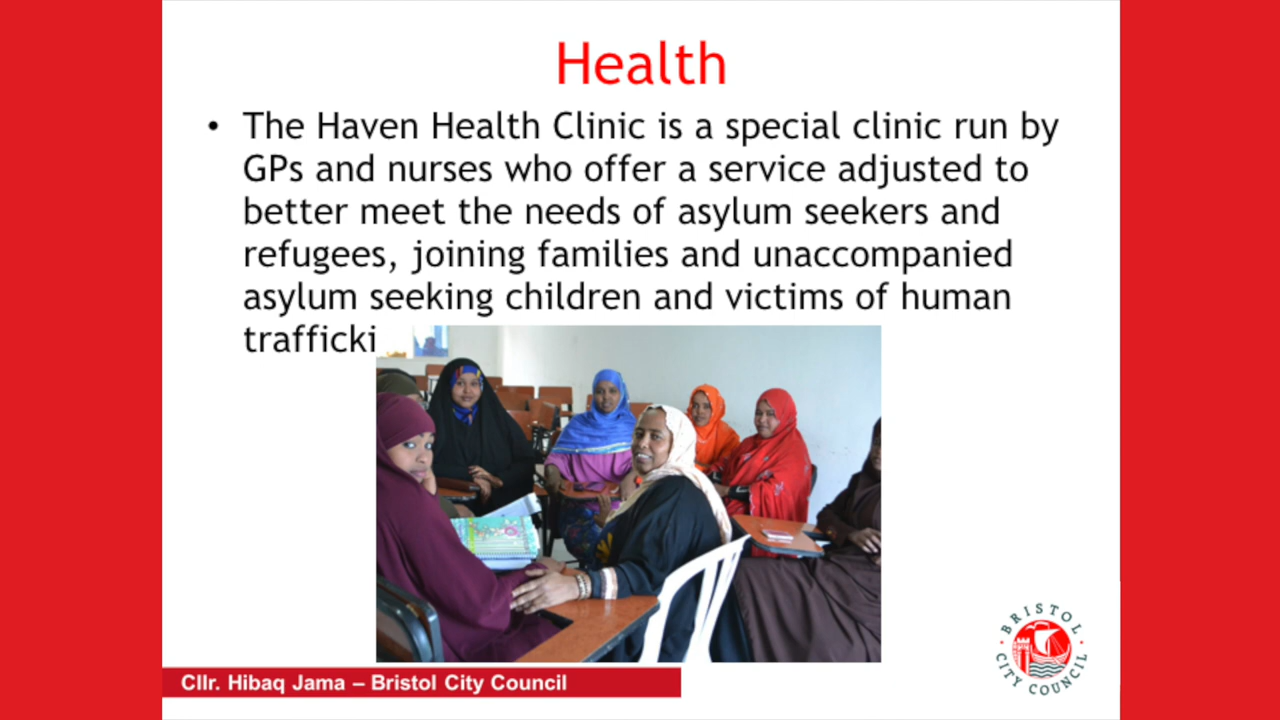 Health
• The Haven Health Clinic is a special clinic run by
GPs and nurses who offer a service adjusted to
better meet the needs of asylum seekers and
refugees, joining families and unaccompanied
asylum seeking children and victims of human
trafficki
Cllr. Hibaq Jama – Bristol City Council
BRISTOL
CITY COUNCIL